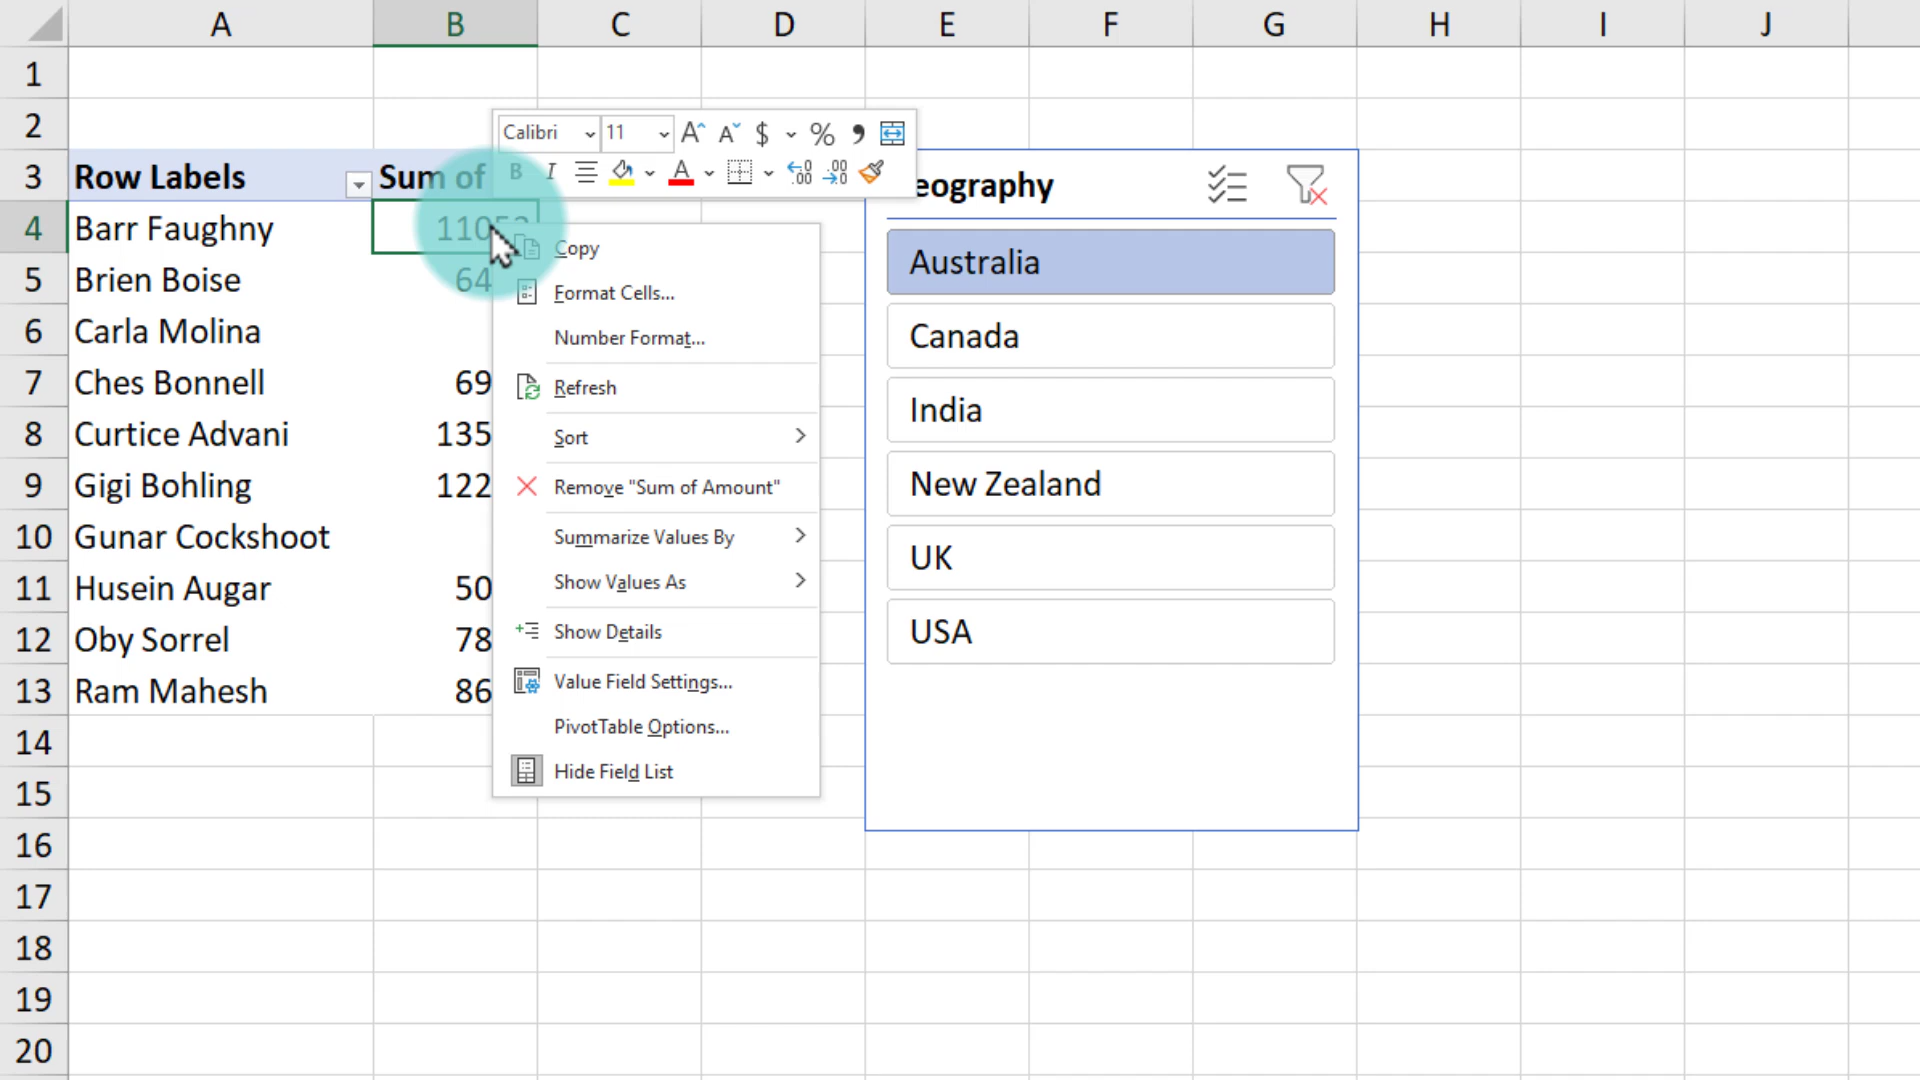 A B C D E F G H I J
1
2
Calibri 11 A A $ % ,
B I A .00 .00
3 Row Labels Sum of
eography
4 Barr Faughny
5 Brien Boise 64
6 Carla Molina
7 Ches Bonnell 69
8 Curtice Advani 135
9 Gigi Bohling 122
10 Gunar Cockshoot
11 Husein Augar 50
12 Oby Sorrel 78
13 Ram Mahesh 86
14
15
16
17
18
19
20
Copy
Format Cells...
Number Format...
Refresh
Sort
Remove "Sum of Amount"
Summarize Values By
Show Values As
Show Details
Value Field Settings...
PivotTable Options...
Hide Field List
Australia
Canada
India
New Zealand
UK
USA